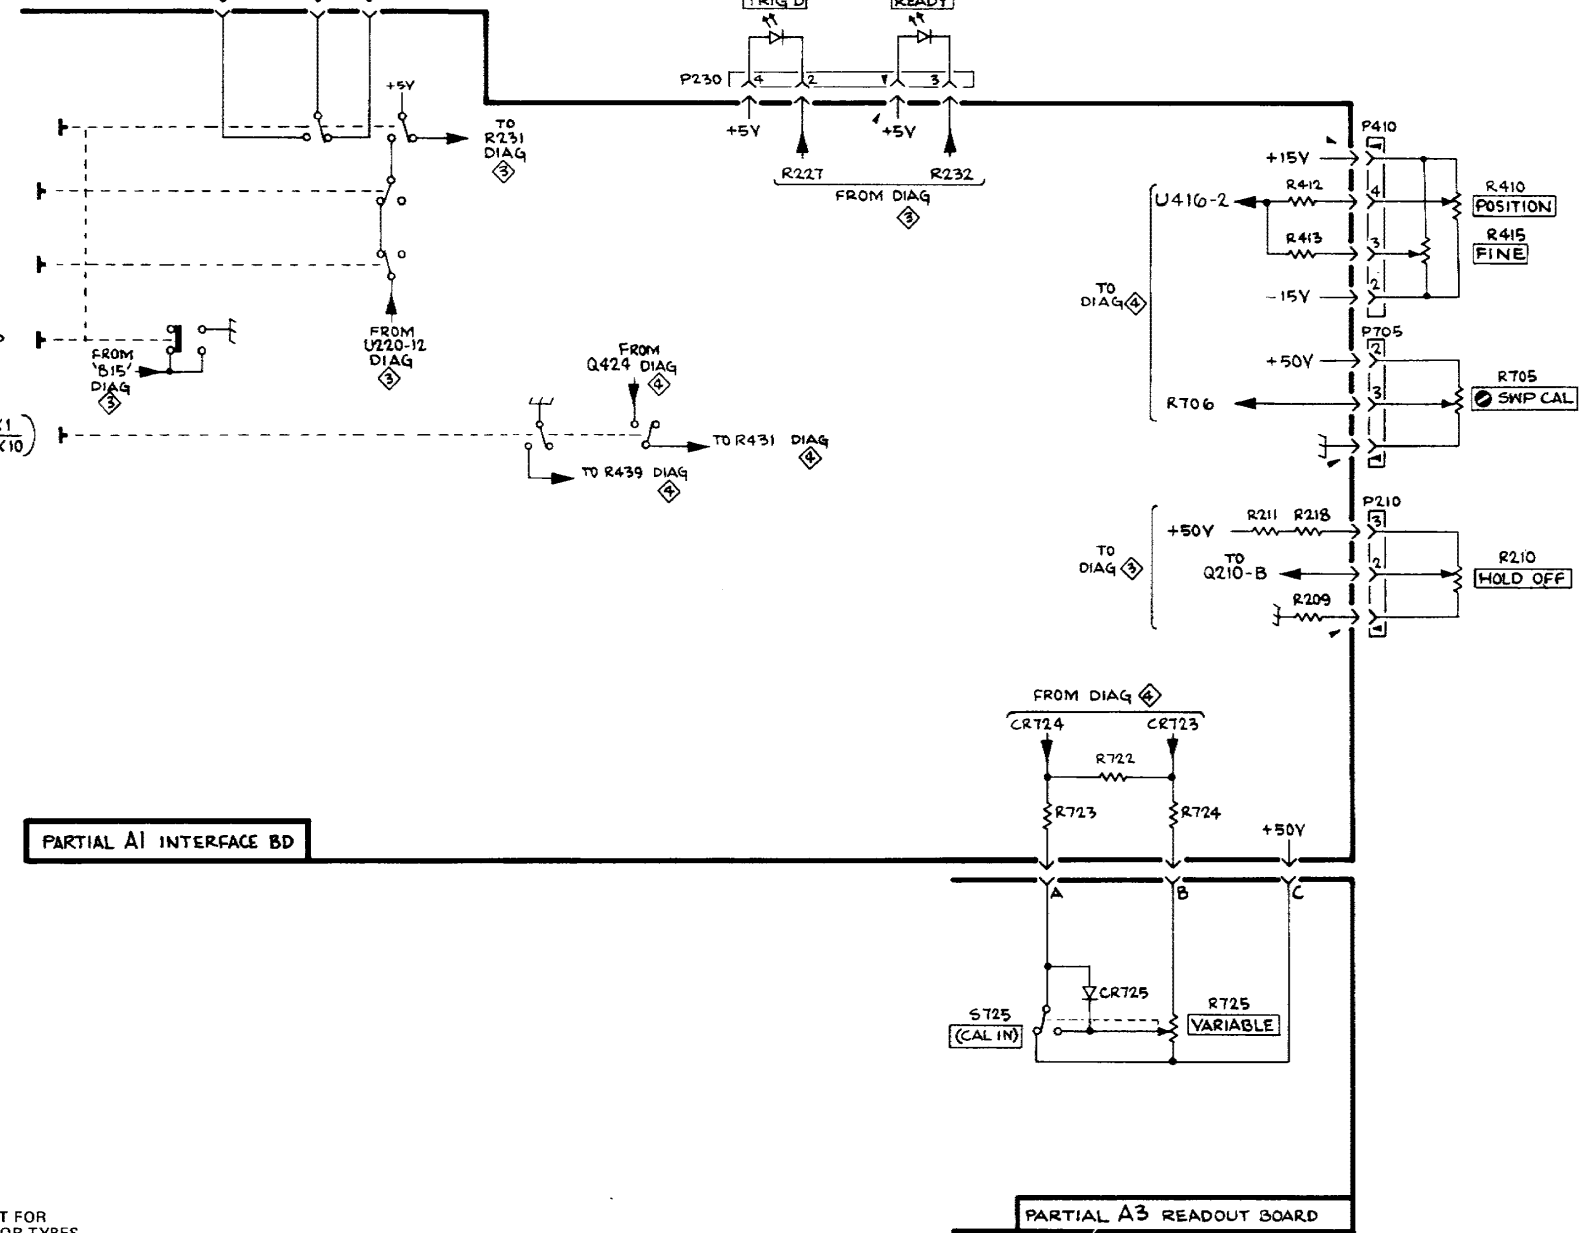 TRIG'D
READY
P230
4
2
3
+5V
+5V
R227
R232
FROM DIAG
3
+5V
TO
R231
DIAG
3
FROM
U220-12
DIAG
3
FROM
'B15'
DIAG
3
X1
X10
FROM
Q424 DIAG
4
TO R431 DIAG
4
TO R439 DIAG
4
P410
+15V
U416-2
R412
4
R410
POSITION
R413
3
R415
FINE
-15V
2
TO
DIAG 4
P705
+50V
2
R705
SWP CAL
R706
3
P210
TO
DIAG 3
+50V
R211 R218
3
TO
Q210-B
2
R210
HOLD OFF
R209
FROM DIAG 4
CR724
CR723
R722
R723
R724
+50V
PARTIAL A1 INTERFACE BD
A
B
C
CR725
S725
(CAL IN)
R725
VARIABLE
PARTIAL A3 READOUT BOARD
T FOR
OR TYPES